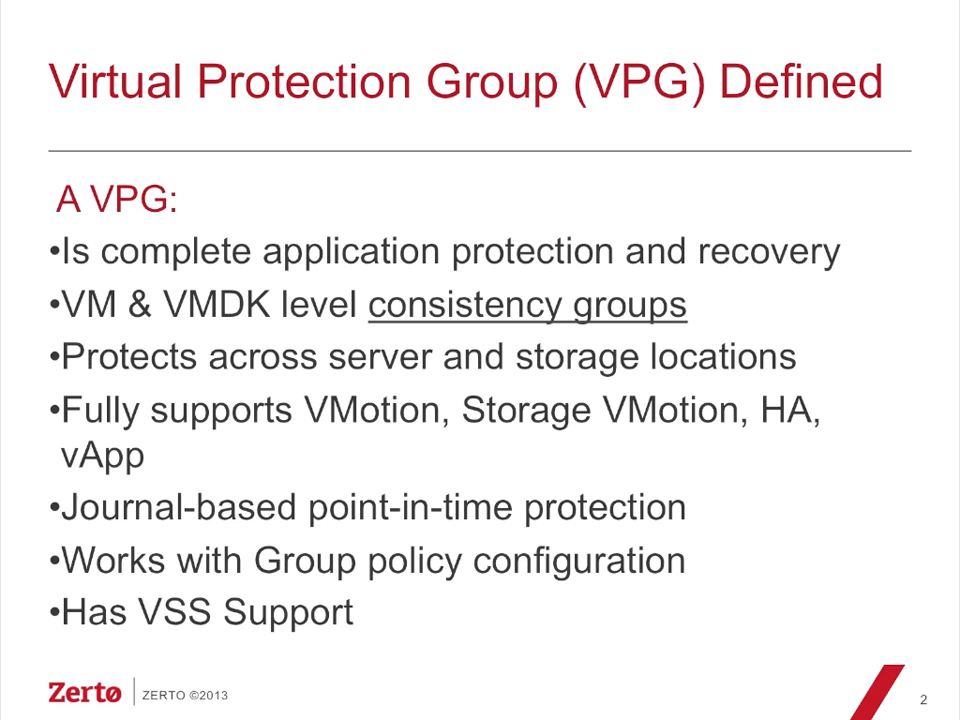 Virtual Protection Group (VPG) Defined
A VPG:
•Is complete application protection and recovery
•VM & VMDK level consistency groups
•Protects across server and storage locations
•Fully supports VMotion, Storage VMotion, HA,
vApp
•Journal-based point-in-time protection
•Works with Group policy configuration
•Has VSS Support
Zerto ZERTO ©2013
2